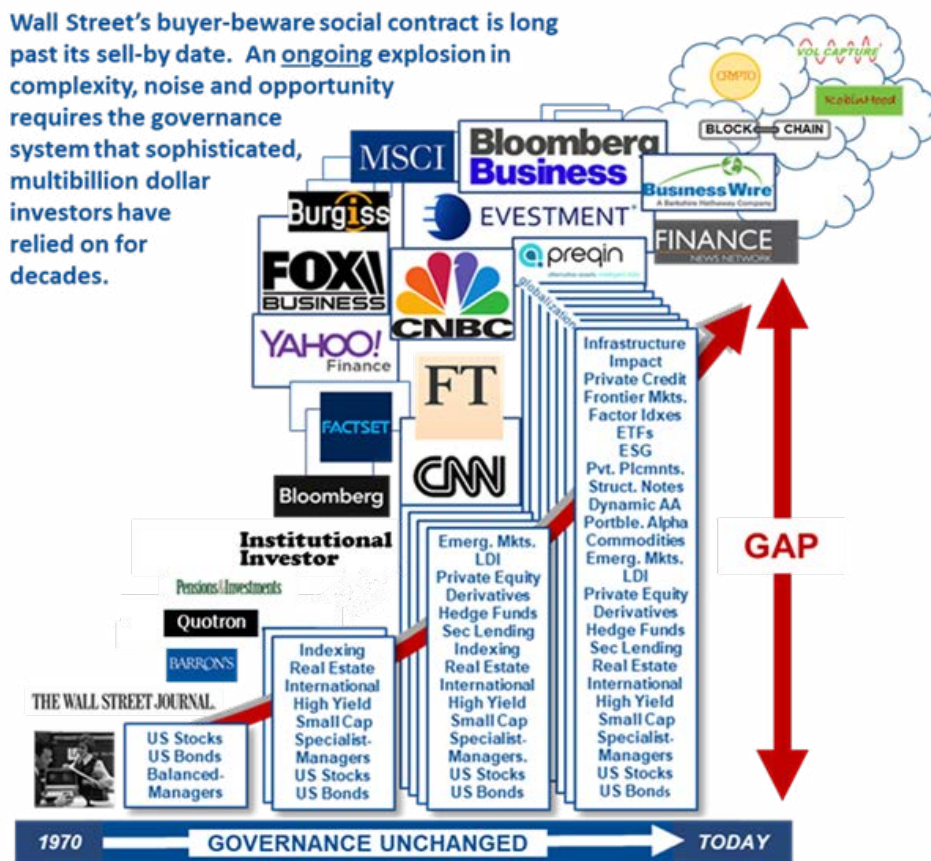 Wall Street’s buyer-beware social contract is long
past its sell-by date. An ongoing explosion in
complexity, noise and opportunity
requires the governance
system that sophisticated,
multibillion dollar
investors have
relied on for
decades.
CRYPTO
VOL CAPTURE
RobinHood
BLOCK CHAIN
MSCI
Bloomberg
Business
BusinessWire
A Berkshire Hathaway Company
Burgiss
EVESTMENT
FINANCE
NEWS NETWORK
FOX
BUSINESS
CNBC
preqin
alternative assets. intelligent data.
globalization
YAHOO!
Finance
FT
FACTSET
CNN
Bloomberg
Institutional
Investor
Pensions&Investments
Quotron
BARRON'S
THE WALL STREET JOURNAL.
US Stocks
US Bonds
Balanced-
Managers
Indexing
Real Estate
International
High Yield
Small Cap
Specialist-
Managers
US Stocks
US Bonds
Emerg. Mkts.
LDI
Private Equity
Derivatives
Hedge Funds
Sec Lending
Indexing
Real Estate
International
High Yield
Small Cap
Specialist-
Managers.
US Stocks
US Bonds
Infrastructure
Impact
Private Credit
Frontier Mkts.
Factor Idxes
ETFs
ESG
Pvt. Plcmnts.
Struct. Notes
Dynamic AA
Portble. Alpha
Commodities
Emerg. Mkts.
LDI
Private Equity
Derivatives
Hedge Funds
Sec Lending
Real Estate
International
High Yield
Small Cap
Specialist-
Managers
US Stocks
US Bonds
GAP
1970
GOVERNANCE UNCHANGED
TODAY